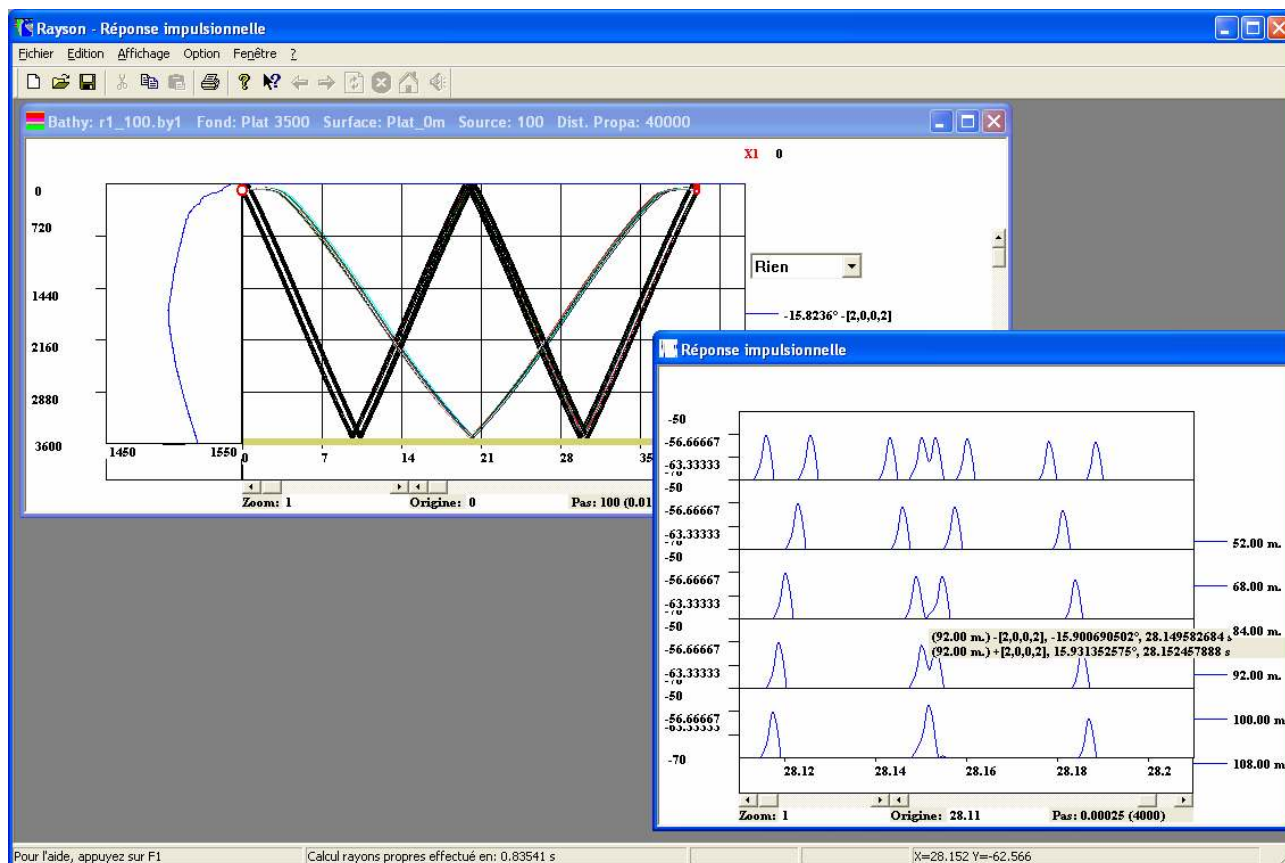 Rayson - Réponse impulsionnelle
Fichier Edition Affichage Option Fenêtre ?
Bathy: r1_100.by1 Fond: Plat 3500 Surface: Plat_0m Source: 100 Dist. Propa: 40000
X1 0
0
720
1440
2160
2880
3600
1450 1550
0 7 14 21 28 35
Zoom: 1 Origine: 0 Pas: 100 (0.01
Rien
-15.8236° -[2,0,0,2]
Réponse impulsionnelle
-50
-56.66667
-63.33333
-70
-50
-56.66667
-63.33333
-70
-50
-56.66667
-63.33333
-70
-50
-56.66667
-63.33333
-70
-50
-56.66667
-63.33333
-70
52.00 m.
68.00 m.
84.00 m.
(92.00 m.) -[2,0,0,2], -15.900690502°, 28.149582684 s
(92.00 m.) +[2,0,0,2], 15.931352575°, 28.152457888 s
92.00 m.
100.00 m
108.00 m.
28.12 28.14 28.16 28.18 28.2
Zoom: 1 Origine: 28.11 Pas: 0.00025 (4000)
Pour l'aide, appuyez sur F1
Calcul rayons propres effectué en: 0.83541 s
X=28.152 Y=-62.566